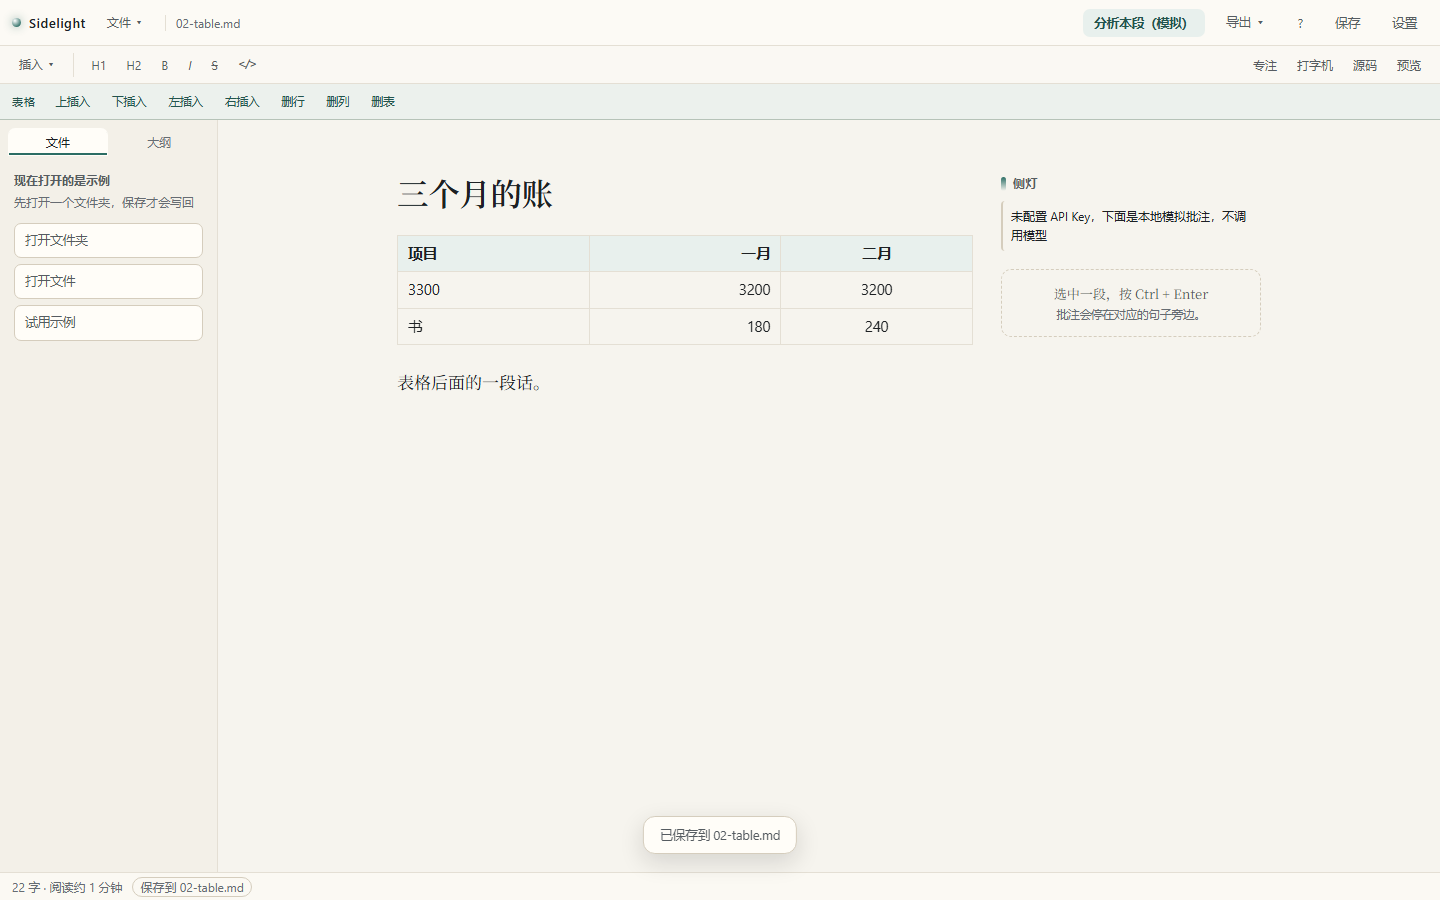 Sidelight 文件 02-table.md 分析本段（模拟） 导出 ? 保存 设置
插入 H1 H2 B I S </> 专注 打字机 源码 预览
表格 上插入 下插入 左插入 右插入 删行 删列 删表
文件 大纲
现在打开的是示例
先打开一个文件夹，保存才会写回
打开文件夹
打开文件
试用示例
三个月的账
项目 一月 二月
3300 3200 3200
书 180 240
表格后面的一段话。
侧灯
未配置 API Key，下面是本地模拟批注，不调
用模型
选中一段，按 Ctrl + Enter
批注会停在对应的句子旁边。
已保存到 02-table.md
22 字 · 阅读约 1 分钟 保存到 02-table.md